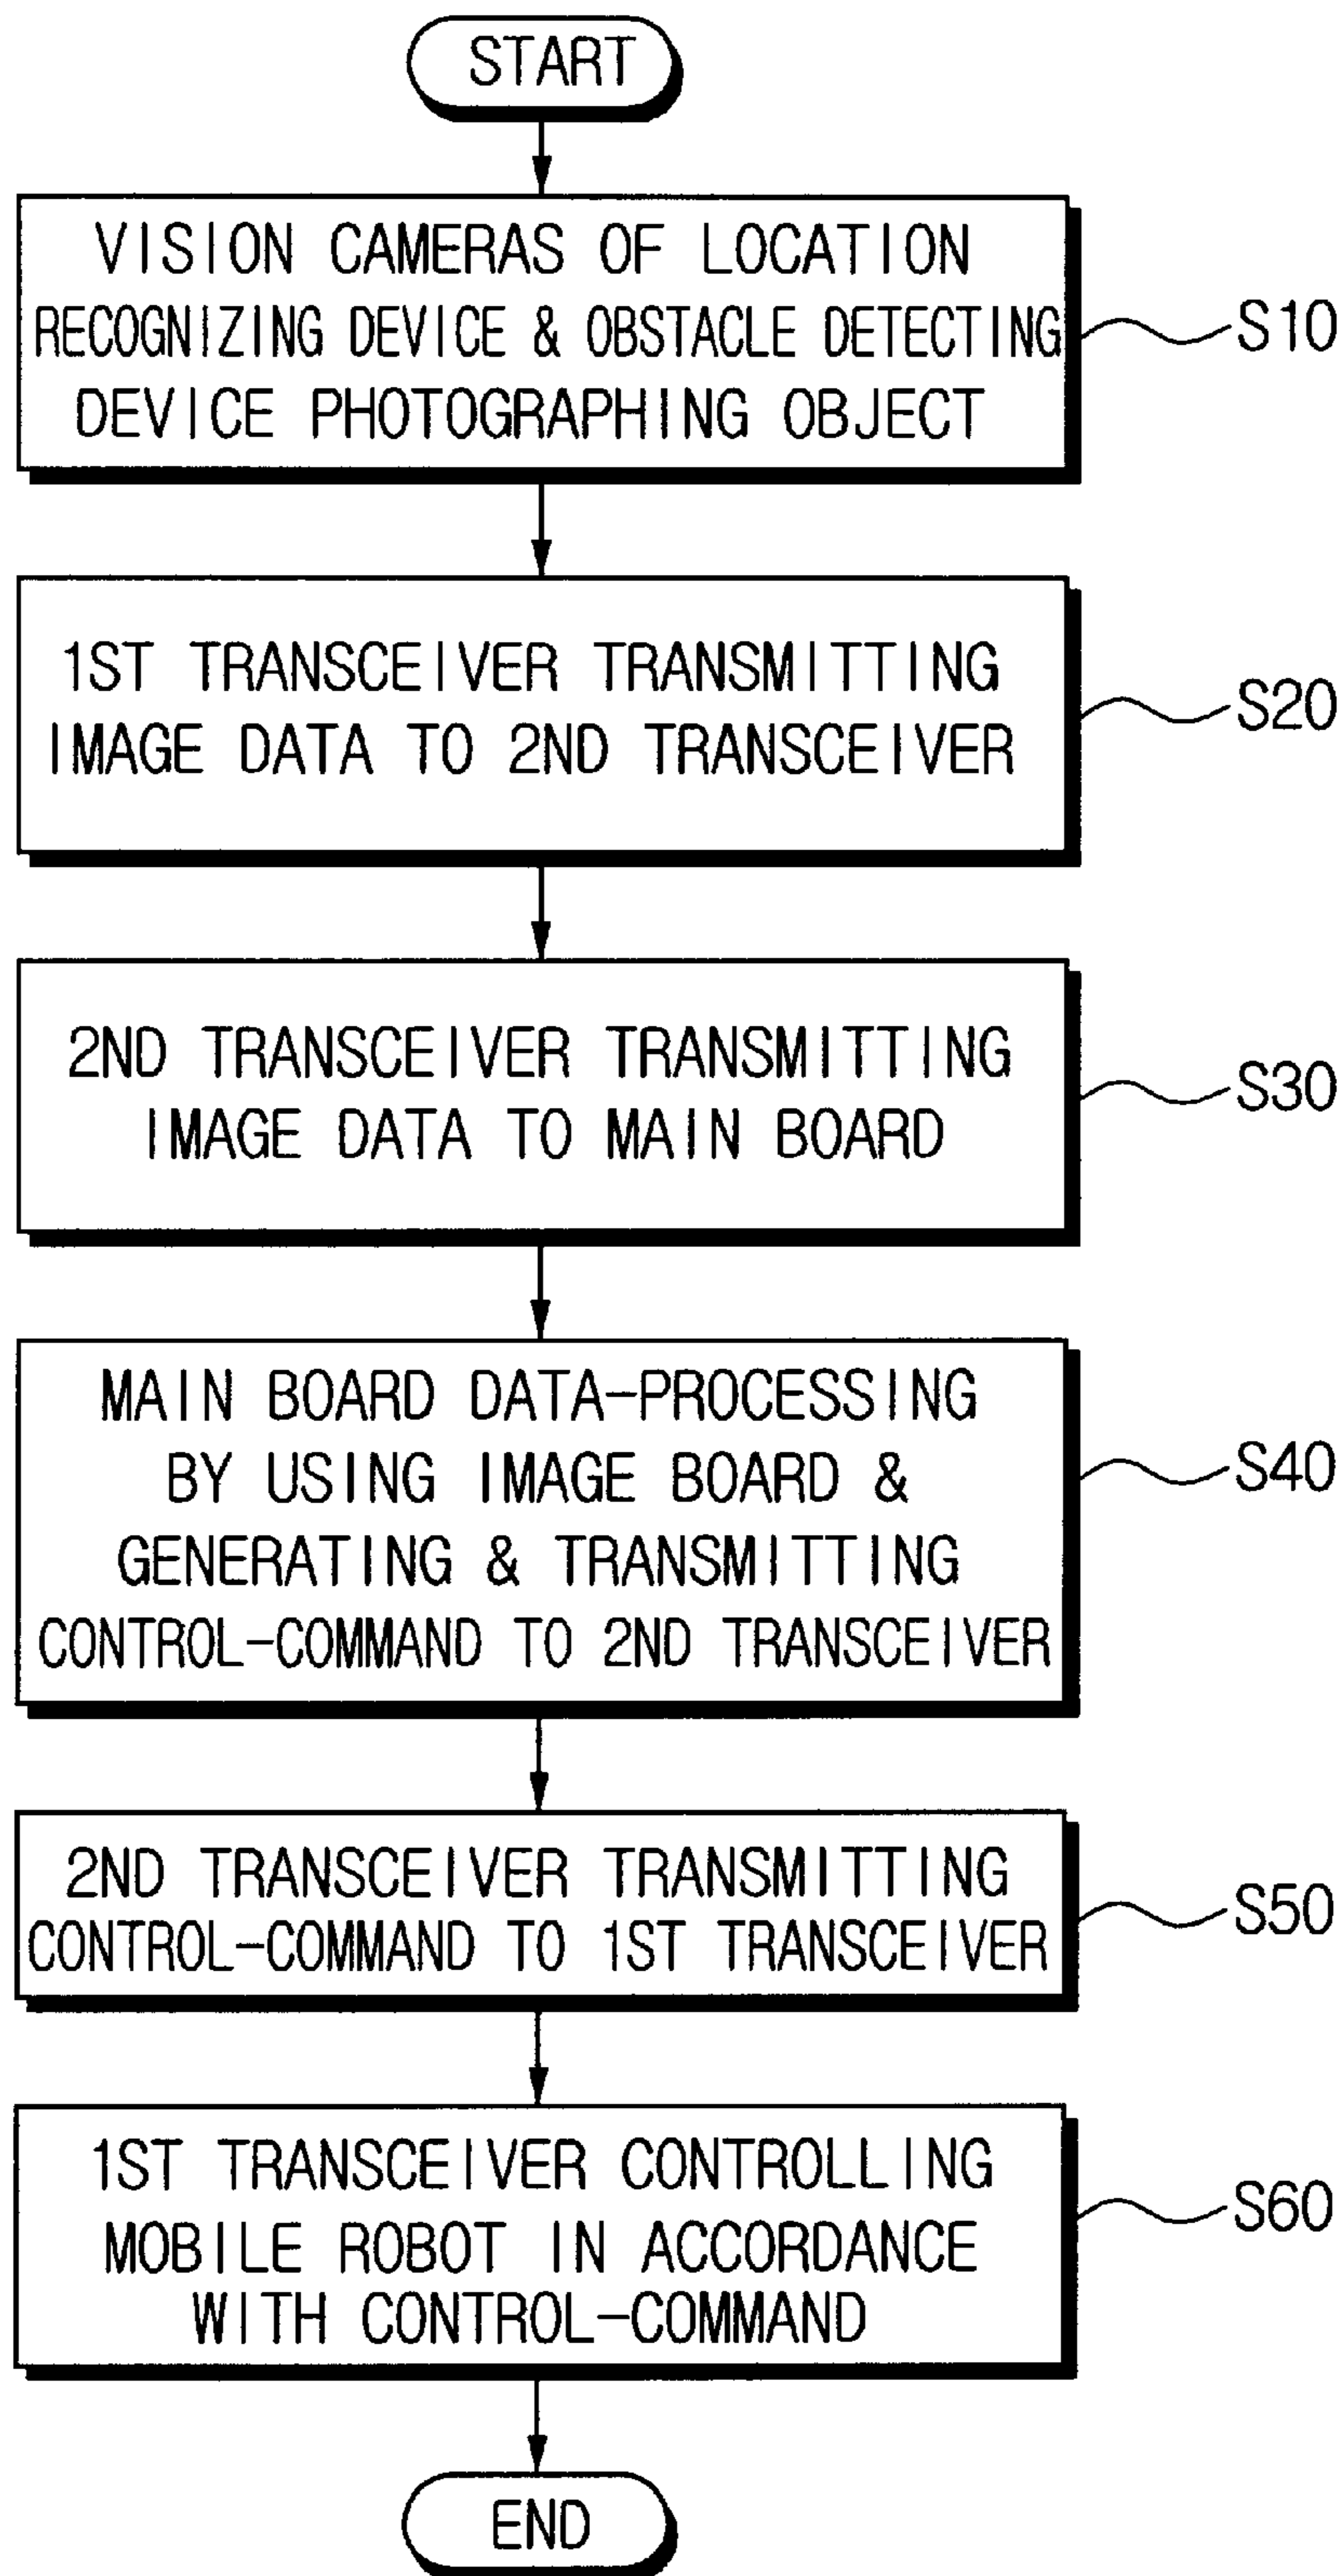 START
VISION CAMERAS OF LOCATION
RECOGNIZING DEVICE & OBSTACLE DETECTING
DEVICE PHOTOGRAPHING OBJECT
S10
1ST TRANSCEIVER TRANSMITTING
IMAGE DATA TO 2ND TRANSCEIVER
S20
2ND TRANSCEIVER TRANSMITTING
IMAGE DATA TO MAIN BOARD
S30
MAIN BOARD DATA-PROCESSING
BY USING IMAGE BOARD &
GENERATING & TRANSMITTING
CONTROL-COMMAND TO 2ND TRANSCEIVER
S40
2ND TRANSCEIVER TRANSMITTING
CONTROL-COMMAND TO 1ST TRANSCEIVER
S50
1ST TRANSCEIVER CONTROLLING
MOBILE ROBOT IN ACCORDANCE
WITH CONTROL-COMMAND
S60
END